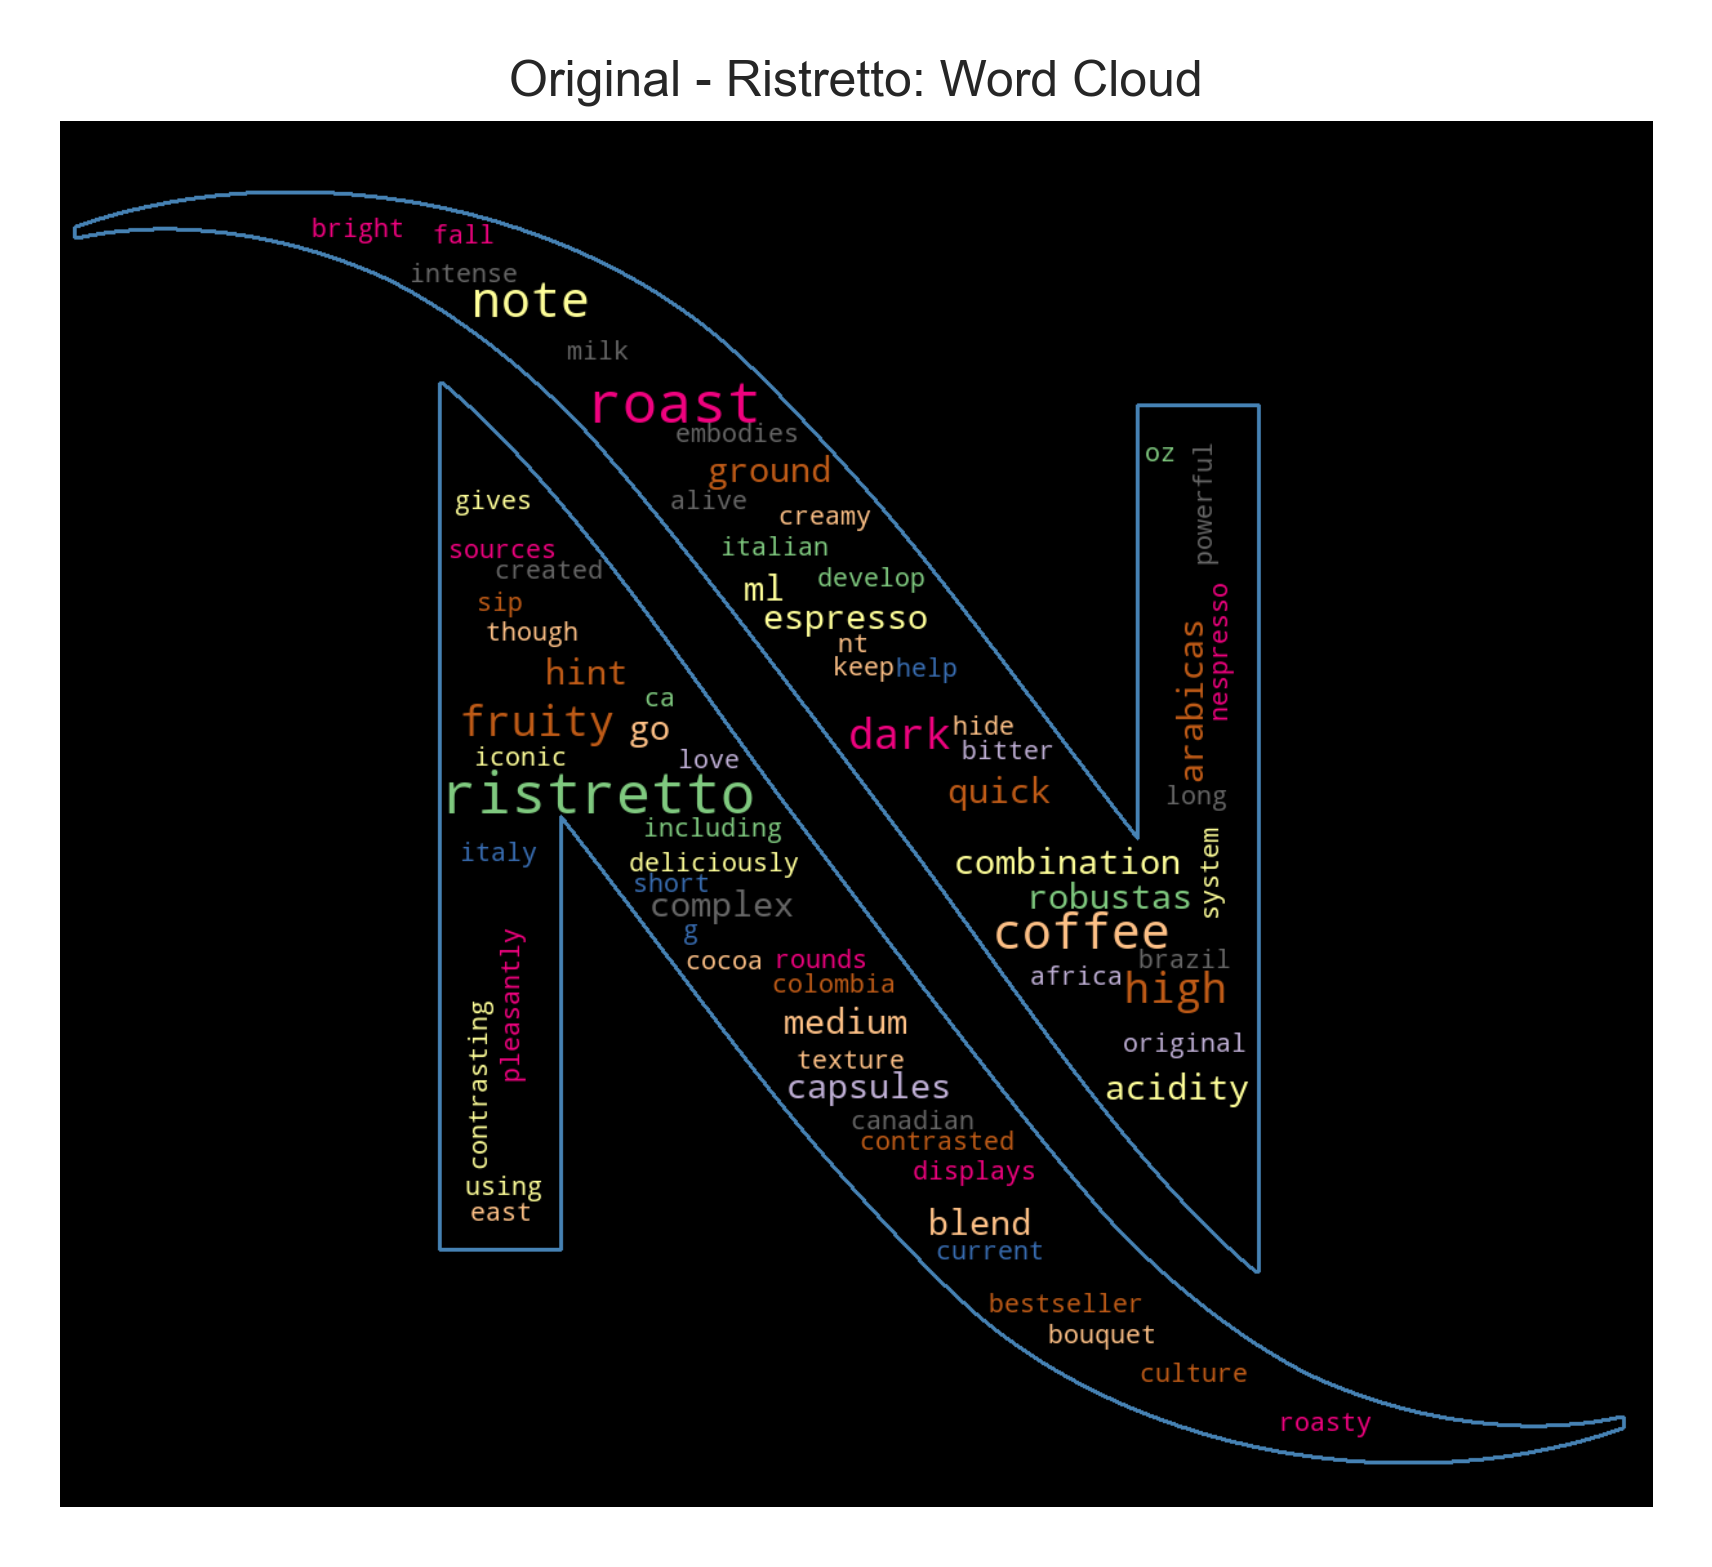 Original - Ristretto: Word Cloud
bright
fall
intense
note
milk
roast
embodies
ground
alive
creamy
italian
develop
ml
espresso
nt
keep
help
dark
hide
bitter
quick
combination
robustas
coffee
brazil
africa
high
original
acidity
oz
powerful
nespresso
arabicas
long
system
gives
sources
created
sip
though
hint
ca
fruity
go
iconic
love
ristretto
including
italy
deliciously
short
complex
g
cocoa
rounds
colombia
pleasantly
contrasting
using
east
medium
texture
capsules
canadian
contrasted
displays
blend
current
bestseller
bouquet
culture
roasty